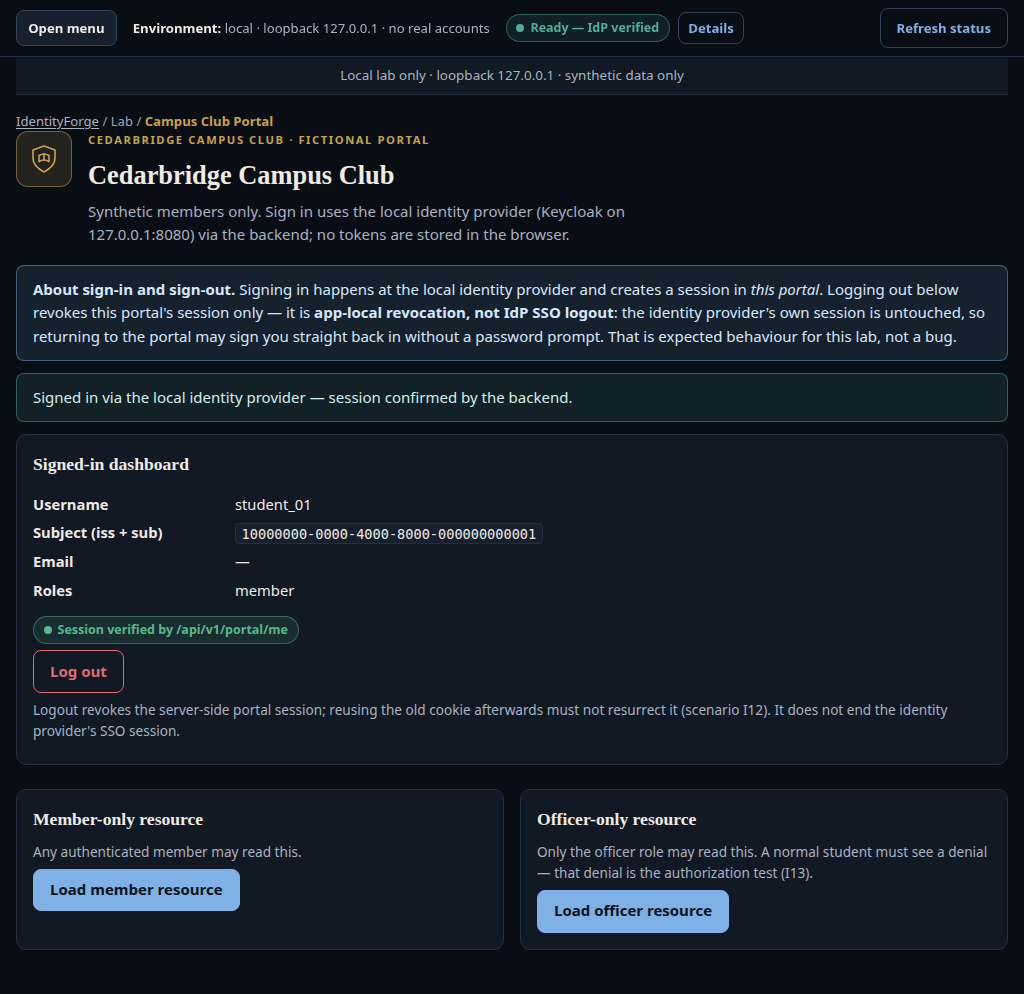 Open menu
Environment: local · loopback 127.0.0.1 · no real accounts
Ready — IdP verified
Details
Refresh status
Local lab only · loopback 127.0.0.1 · synthetic data only
IdentityForge / Lab / Campus Club Portal
CEDARBRIDGE CAMPUS CLUB · FICTIONAL PORTAL
Cedarbridge Campus Club
Synthetic members only. Sign in uses the local identity provider (Keycloak on
127.0.0.1:8080) via the backend; no tokens are stored in the browser.
About sign-in and sign-out. Signing in happens at the local identity provider and creates a session in this portal. Logging out below
revokes this portal's session only — it is app-local revocation, not IdP SSO logout: the identity provider's own session is untouched, so
returning to the portal may sign you straight back in without a password prompt. That is expected behaviour for this lab, not a bug.
Signed in via the local identity provider — session confirmed by the backend.
Signed-in dashboard
Username student_01
Subject (iss + sub) 10000000-0000-4000-8000-000000000001
Email —
Roles member
Session verified by /api/v1/portal/me
Log out
Logout revokes the server-side portal session; reusing the old cookie afterwards must not resurrect it (scenario I12). It does not end the identity
provider's SSO session.
Member-only resource
Any authenticated member may read this.
Load member resource
Officer-only resource
Only the officer role may read this. A normal student must see a denial
— that denial is the authorization test (I13).
Load officer resource